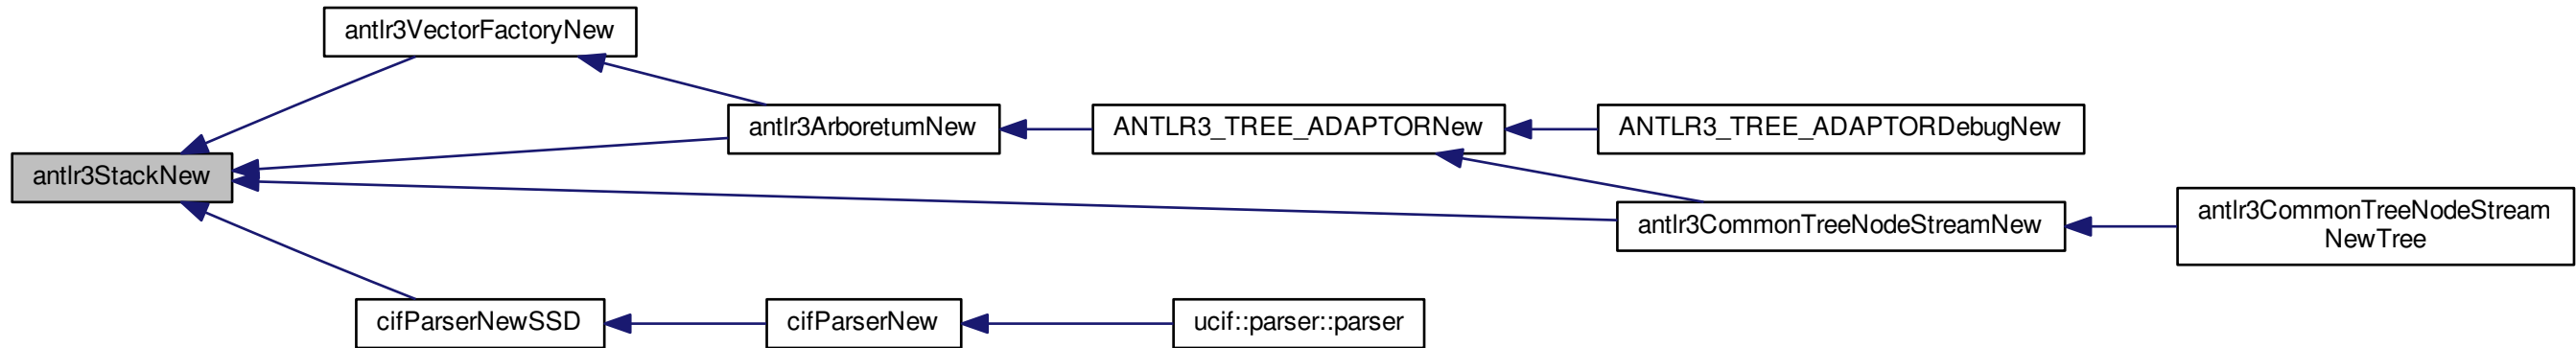 antlr3VectorFactoryNew
antlr3ArboretumNew
ANTLR3_TREE_ADAPTORNew
ANTLR3_TREE_ADAPTORDebugNew
antlr3StackNew
antlr3CommonTreeNodeStreamNew
antlr3CommonTreeNodeStream
NewTree
cifParserNewSSD
cifParserNew
ucif::parser::parser